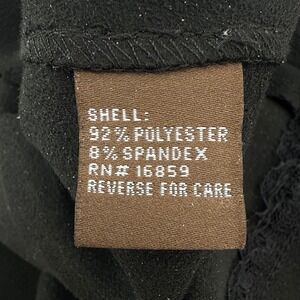 SHELL:
92% POLYESTER
8% SPANDEX
RN# 16859
REVERSE FOR CARE